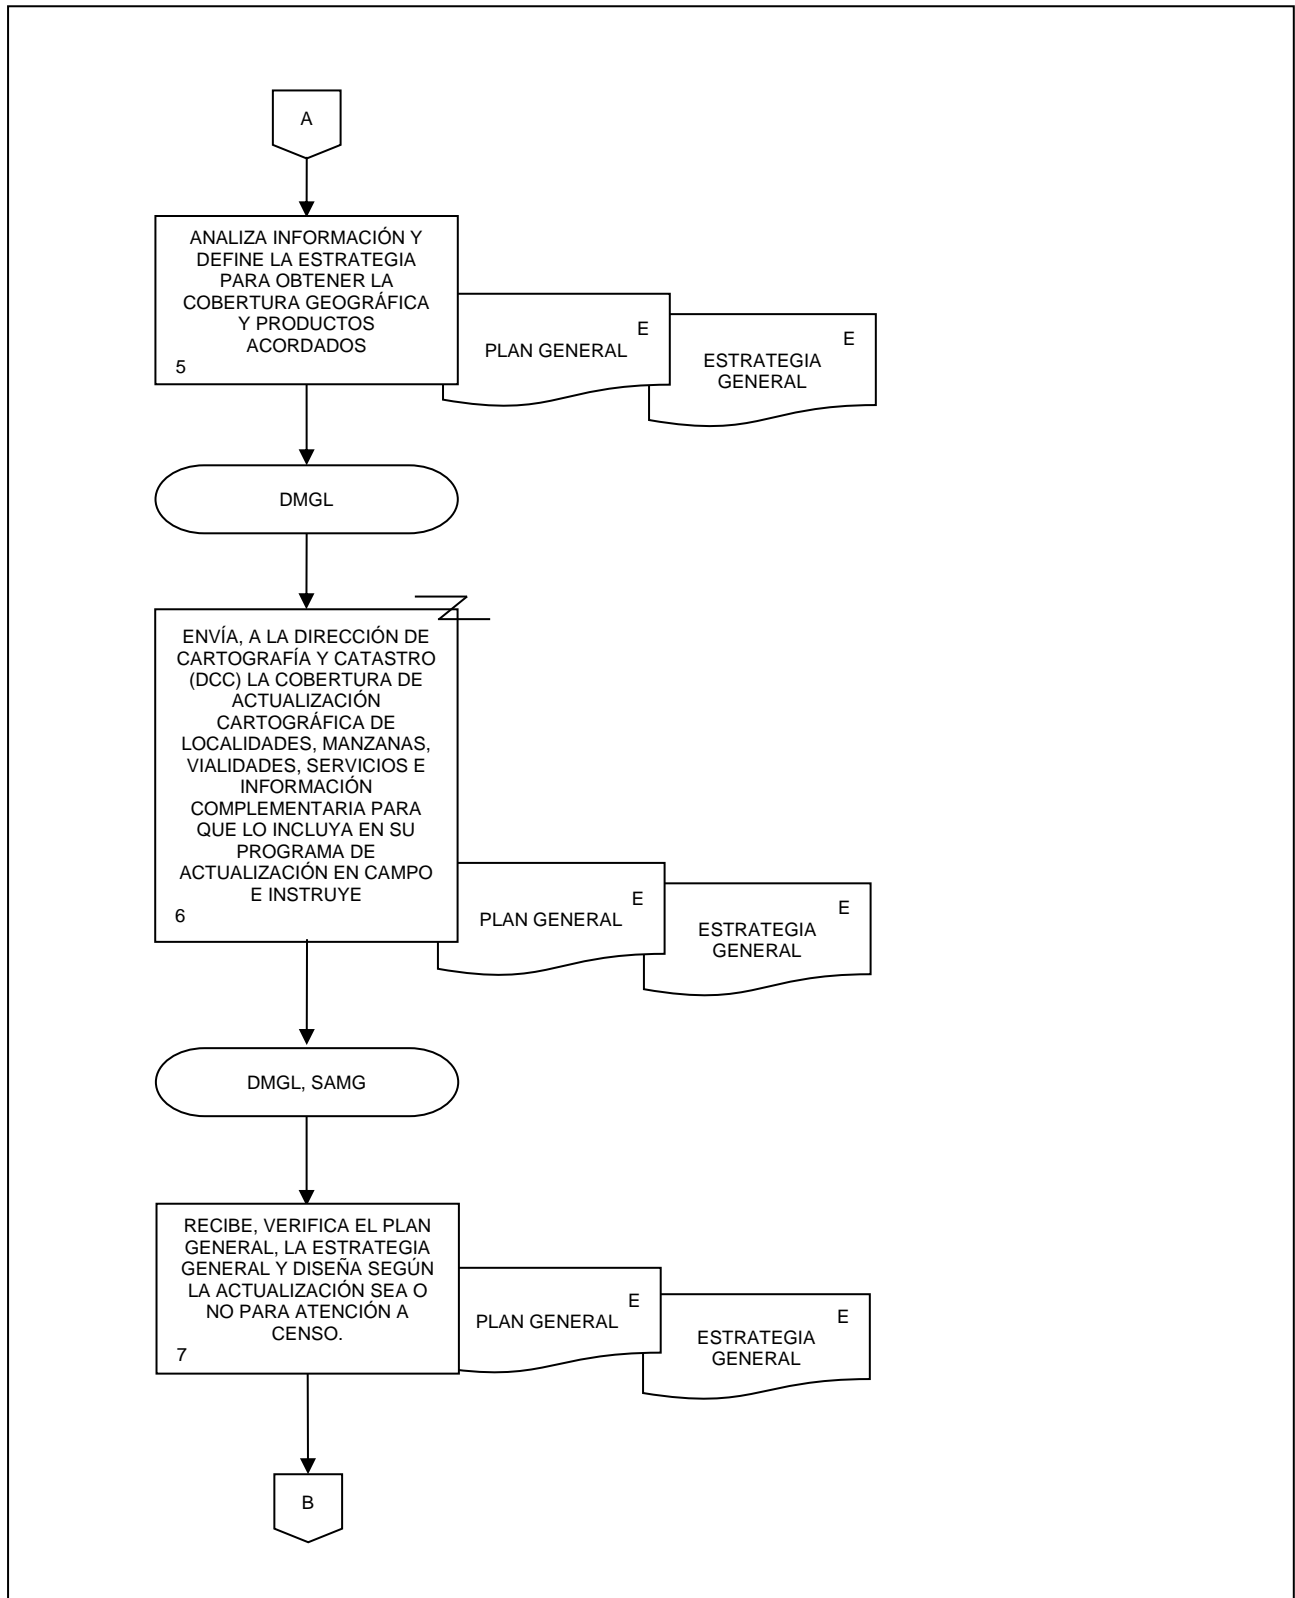 A
ANALIZA INFORMACIÓN Y
DEFINE LA ESTRATEGIA
PARA OBTENER LA
COBERTURA GEOGRÁFICA
Y PRODUCTOS
ACORDADOS
5
E
PLAN GENERAL
E
ESTRATEGIA
GENERAL
DMGL
ENVÍA, A LA DIRECCIÓN DE
CARTOGRAFÍA Y CATASTRO
(DCC) LA COBERTURA DE
ACTUALIZACIÓN
CARTOGRÁFICA DE
LOCALIDADES, MANZANAS,
VIALIDADES, SERVICIOS E
INFORMACIÓN
COMPLEMENTARIA PARA
QUE LO INCLUYA EN SU
PROGRAMA DE
ACTUALIZACIÓN EN CAMPO
E INSTRUYE
6
E
PLAN GENERAL
E
ESTRATEGIA
GENERAL
DMGL, SAMG
RECIBE, VERIFICA EL PLAN
GENERAL, LA ESTRATEGIA
GENERAL Y DISEÑA SEGÚN
LA ACTUALIZACIÓN SEA O
NO PARA ATENCIÓN A
CENSO.
7
E
PLAN GENERAL
E
ESTRATEGIA
GENERAL
B